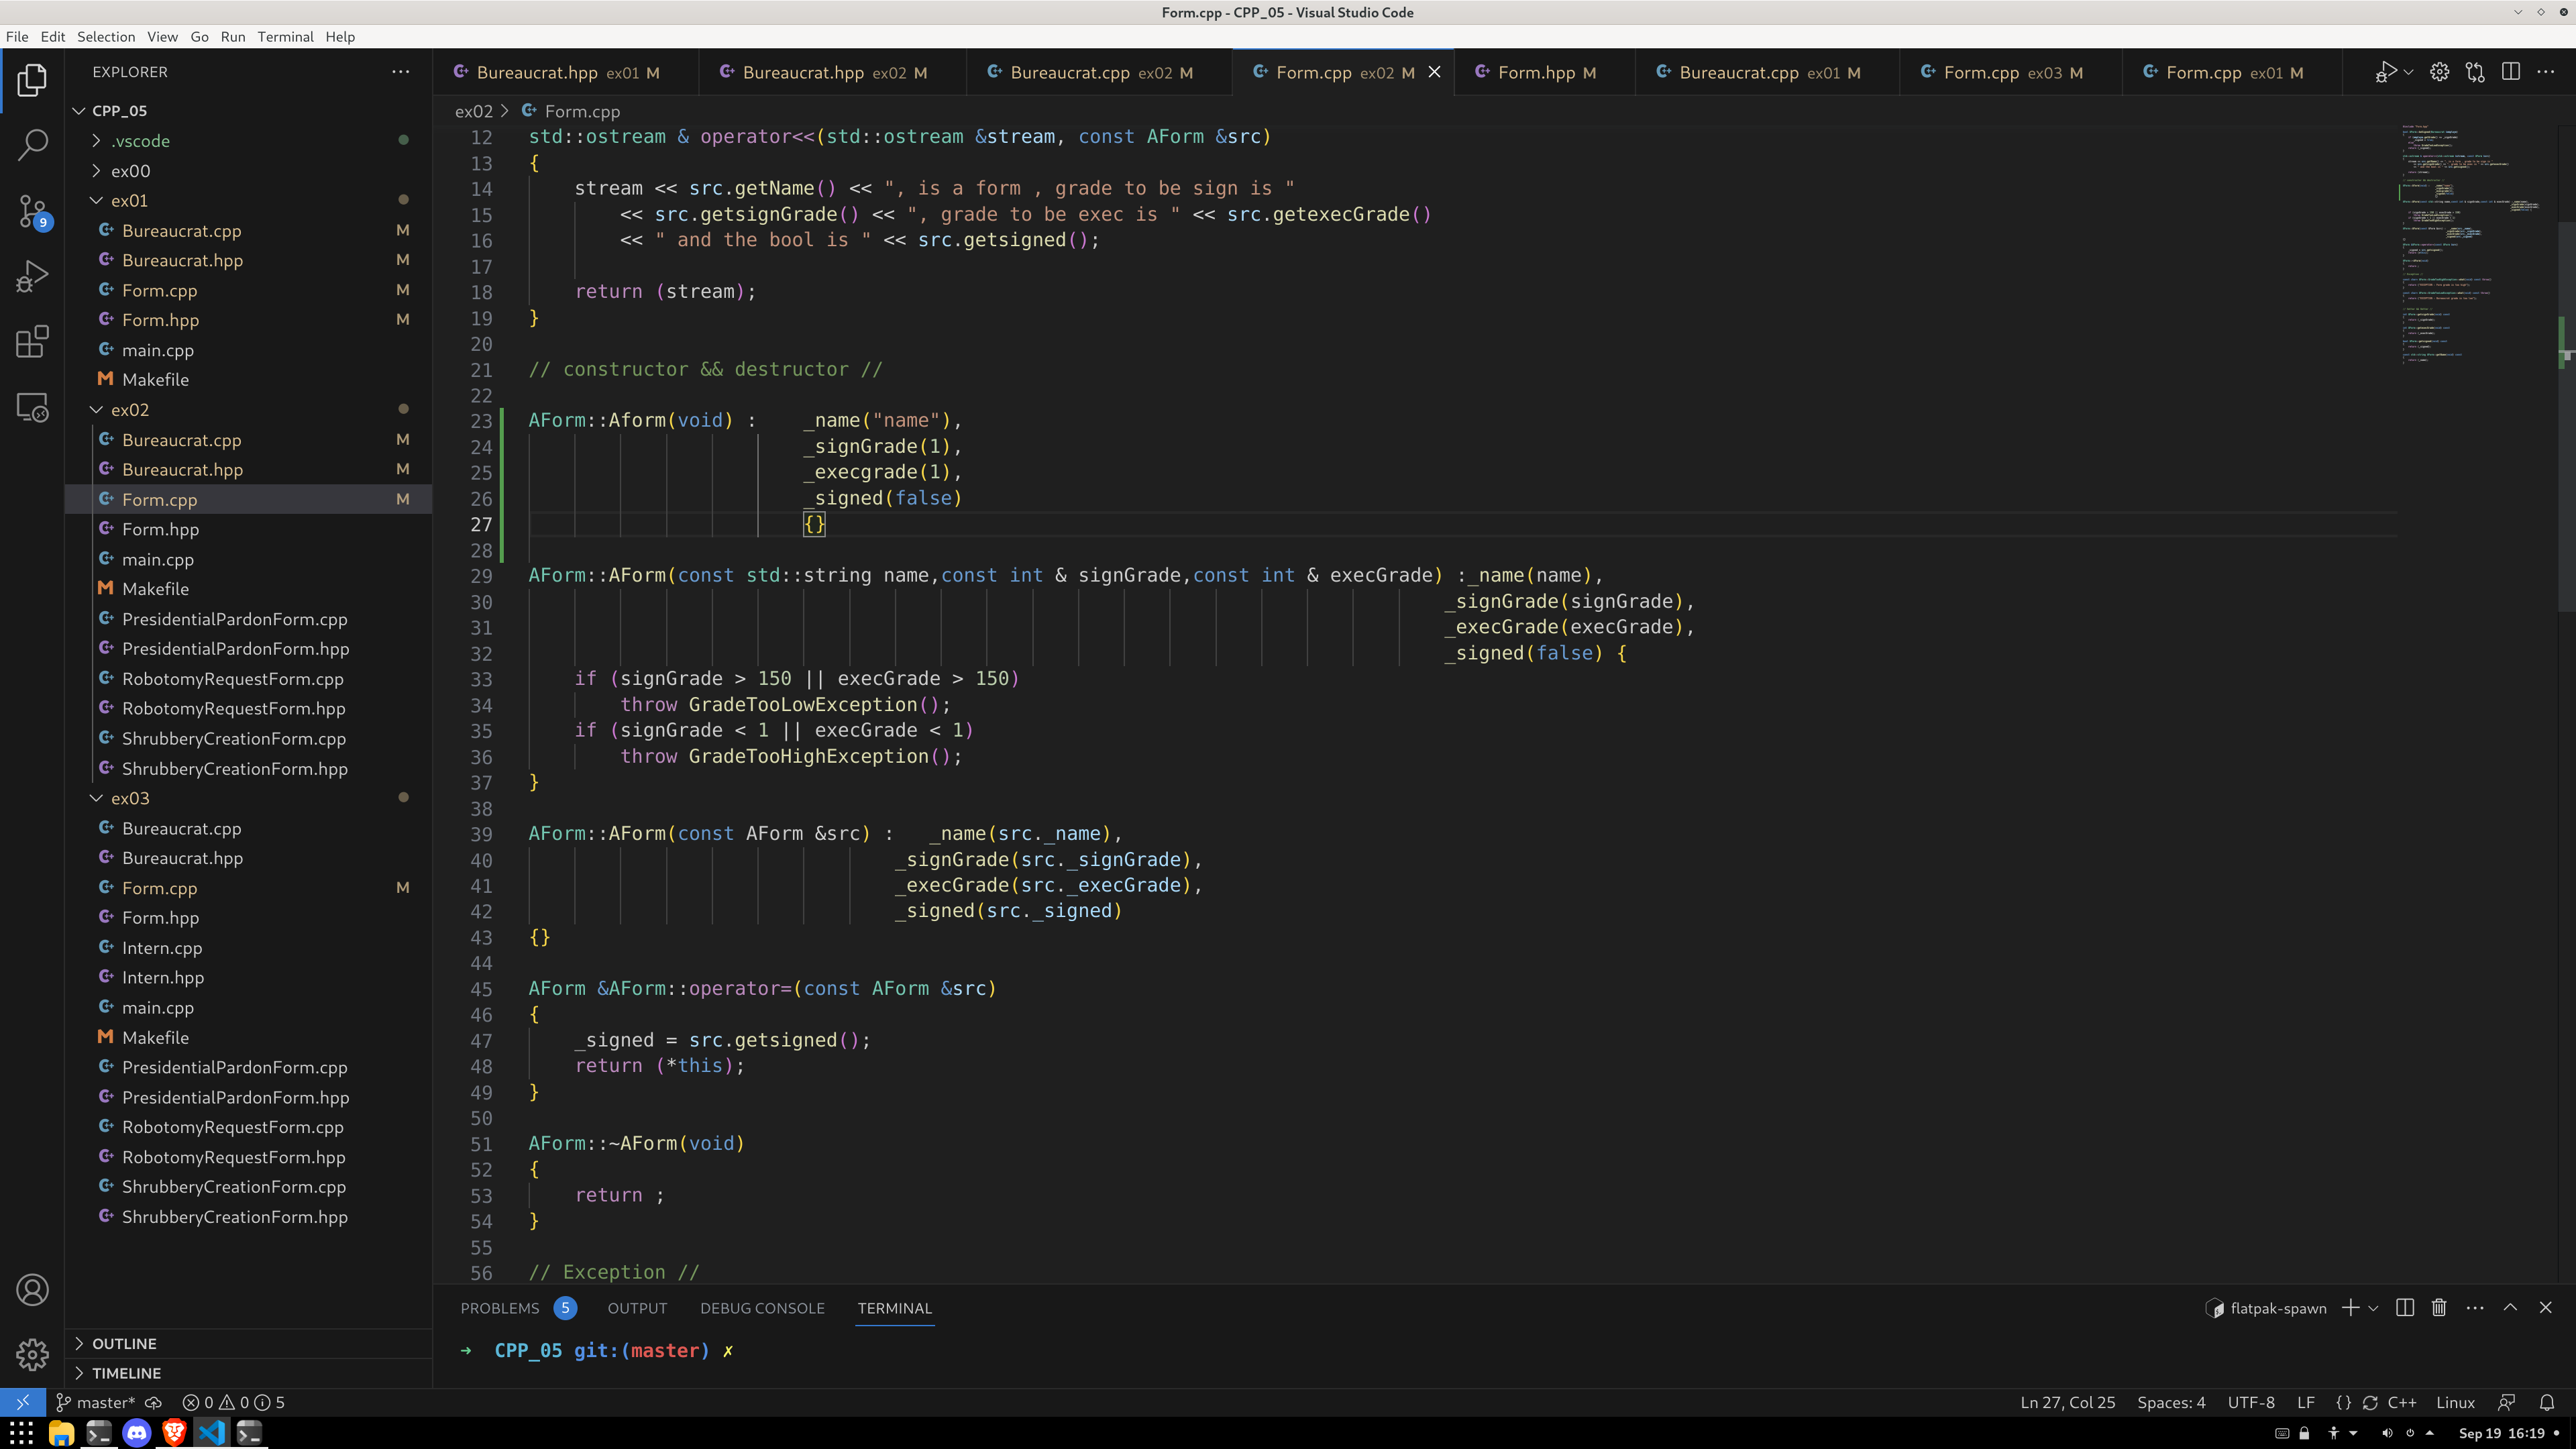 Form.cpp - CPP_05 - Visual Studio Code
File Edit Selection View Go Run Terminal Help
EXPLORER
Bureaucrat.hpp ex01 M
Bureaucrat.hpp ex02 M
Bureaucrat.cpp ex02 M
Form.cpp ex02 M
Form.hpp M
Bureaucrat.cpp ex01 M
Form.cpp ex03 M
Form.cpp ex01 M
CPP_05
.vscode
ex00
ex01
Bureaucrat.cpp M
Bureaucrat.hpp M
Form.cpp M
Form.hpp M
main.cpp
Makefile
ex02
Bureaucrat.cpp M
Bureaucrat.hpp M
Form.cpp M
Form.hpp
main.cpp
Makefile
PresidentialPardonForm.cpp
PresidentialPardonForm.hpp
RobotomyRequestForm.cpp
RobotomyRequestForm.hpp
ShrubberyCreationForm.cpp
ShrubberyCreationForm.hpp
ex03
Bureaucrat.cpp
Bureaucrat.hpp
Form.cpp M
Form.hpp
Intern.cpp
Intern.hpp
main.cpp
Makefile
PresidentialPardonForm.cpp
PresidentialPardonForm.hpp
RobotomyRequestForm.cpp
RobotomyRequestForm.hpp
ShrubberyCreationForm.cpp
ShrubberyCreationForm.hpp
OUTLINE
TIMELINE
9
ex02 > Form.cpp
12 std::ostream & operator<<(std::ostream &stream, const AForm &src)
13 {
14 stream << src.getName() << ", is a form , grade to be sign is "
15 << src.getsignGrade() << ", grade to be exec is " << src.getexecGrade()
16 << " and the bool is " << src.getsigned();
17
18 return (stream);
19 }
20
21 // constructor && destructor //
22
23 AForm::Aform(void) : _name("name"),
24 _signGrade(1),
25 _execgrade(1),
26 _signed(false)
27 {}
28
29 AForm::AForm(const std::string name,const int & signGrade,const int & execGrade) :_name(name),
30 _signGrade(signGrade),
31 _execGrade(execGrade),
32 _signed(false) {
33 if (signGrade > 150 || execGrade > 150)
34 throw GradeTooLowException();
35 if (signGrade < 1 || execGrade < 1)
36 throw GradeTooHighException();
37 }
38
39 AForm::AForm(const AForm &src) : _name(src._name),
40 _signGrade(src._signGrade),
41 _execGrade(src._execGrade),
42 _signed(src._signed)
43 {}
44
45 AForm &AForm::operator=(const AForm &src)
46 {
47 _signed = src.getsigned();
48 return (*this);
49 }
50
51 AForm::~AForm(void)
52 {
53 return ;
54 }
55
56 // Exception //
PROBLEMS 5 OUTPUT DEBUG CONSOLE TERMINAL
flatpak-spawn
➜ CPP_05 git:(master) ✗
master* 0 0 5
Ln 27, Col 25 Spaces: 4 UTF-8 LF {} C++ Linux
Sep 19 16:19